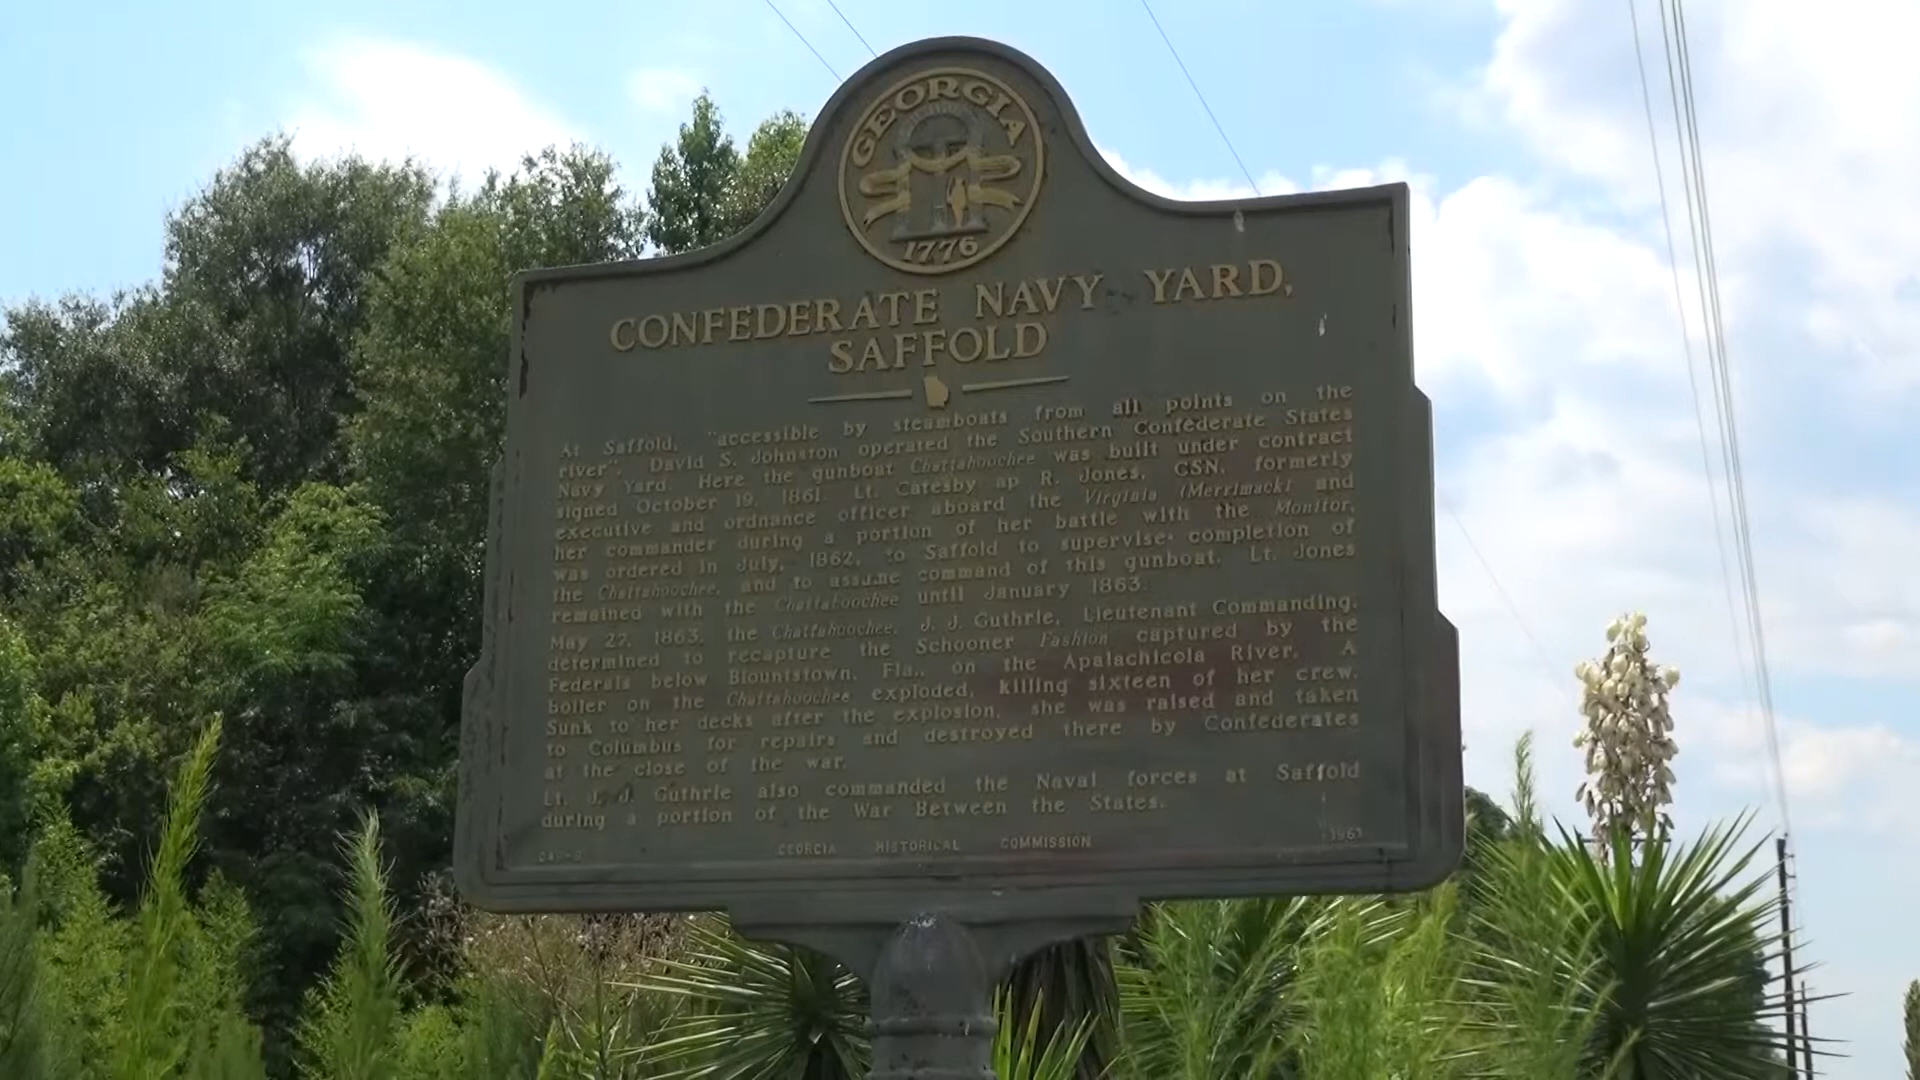 GEORGIA
1776
CONFEDERATE NAVY YARD,
SAFFOLD
At Saffold, "accessible by steamboats from all points on the
river", David S. Johnston operated the Southern Confederate States
Navy Yard. Here the gunboat Chattahoochee was built under contract
signed October 19, 1861. Lt. Catesby ap R. Jones, CSN, formerly
executive and ordnance officer aboard the Virginia (Merrimack) and
her commander during a portion of her battle with the Monitor,
was ordered in July, 1862, to Saffold to supervise completion of
the Chattahoochee, and to assume command of this gunboat. Lt. Jones
remained with the Chattahoochee until January 1863.
May 27, 1863, the Chattahoochee, J. J. Guthrie, Lieutenant Commanding,
determined to recapture the Schooner Fashion captured by the
Federals below Blountstown, Fla., on the Apalachicola River. A
boiler on the Chattahoochee exploded, killing sixteen of her crew.
Sunk to her decks after the explosion, she was raised and taken
to Columbus for repairs and destroyed there by Confederates
at the close of the war.
Lt. J. J. Guthrie also commanded the Naval forces at Saffold
during a portion of the War Between the States.
GEORGIA HISTORICAL COMMISSION